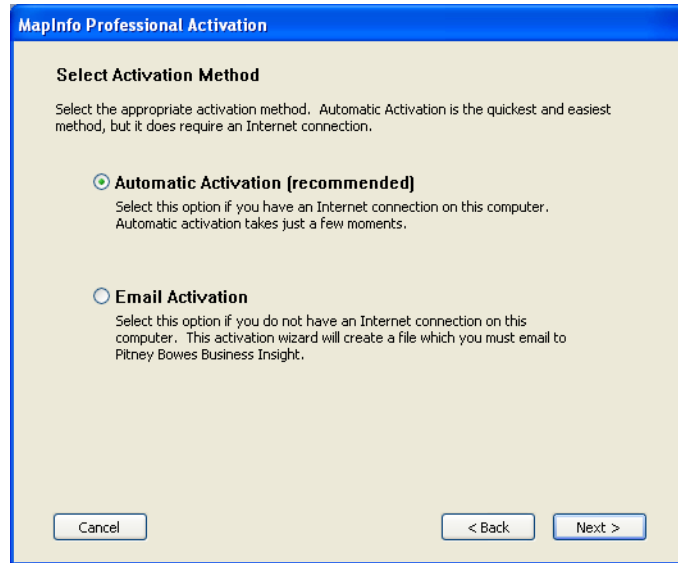 MapInfo Professional Activation
Select Activation Method
Select the appropriate activation method. Automatic Activation is the quickest and easiest
method, but it does require an Internet connection.
Automatic Activation (recommended)
Select this option if you have an Internet connection on this computer.
Automatic activation takes just a few moments.
Email Activation
Select this option if you do not have an Internet connection on this
computer. This activation wizard will create a file which you must email to
Pitney Bowes Business Insight.
Cancel
< Back
Next >